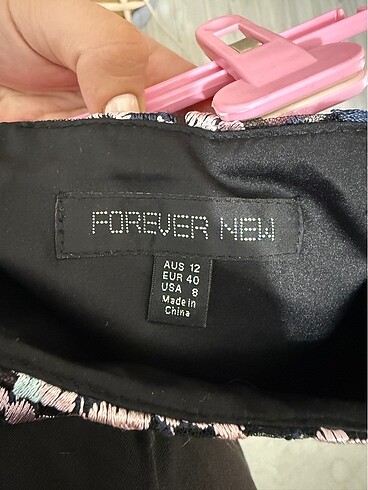 FOREVER NEW
AUS 12
EUR 40
USA 8
Made in
China